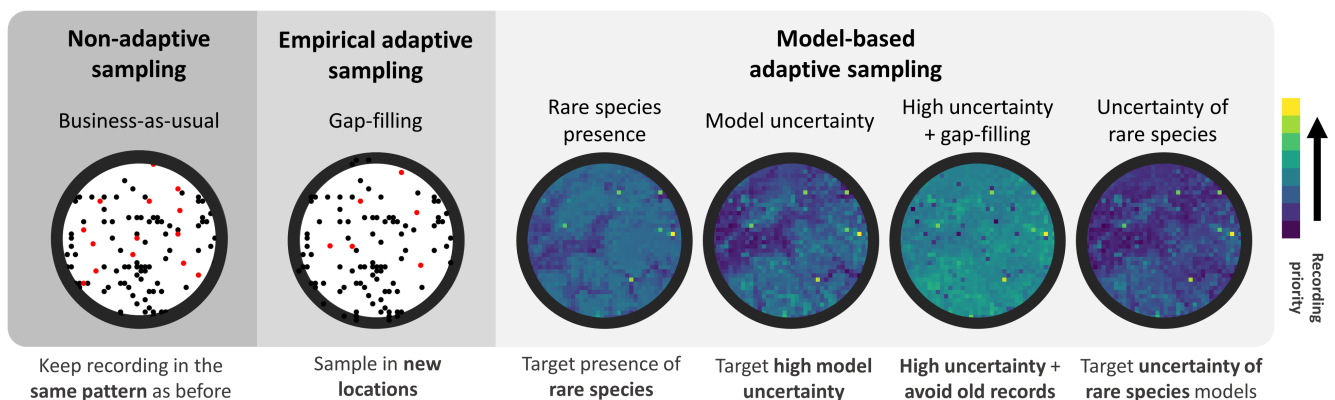 Non-adaptive
sampling
Business-as-usual
Keep recording in the
same pattern as before
Empirical adaptive
sampling
Gap-filling
Sample in new
locations
Model-based
adaptive sampling
Rare species
presence
Target presence of
rare species
Model uncertainty
Target high model
uncertainty
High uncertainty
+ gap-filling
High uncertainty +
avoid old records
Uncertainty of
rare species
Target uncertainty of
rare species models
Recording
priority